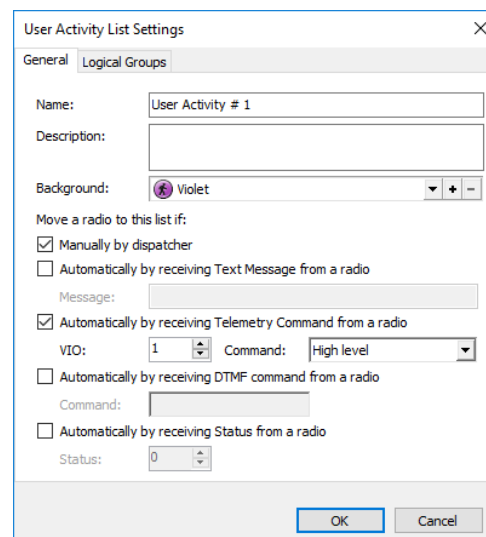 User Activity List Settings
General Logical Groups
Name: User Activity # 1
Description:
Background: Violet
Move a radio to this list if:
Manually by dispatcher
Automatically by receiving Text Message from a radio
Message:
Automatically by receiving Telemetry Command from a radio
VIO: 1 Command: High level
Automatically by receiving DTMF command from a radio
Command:
Automatically by receiving Status from a radio
Status: 0
OK Cancel